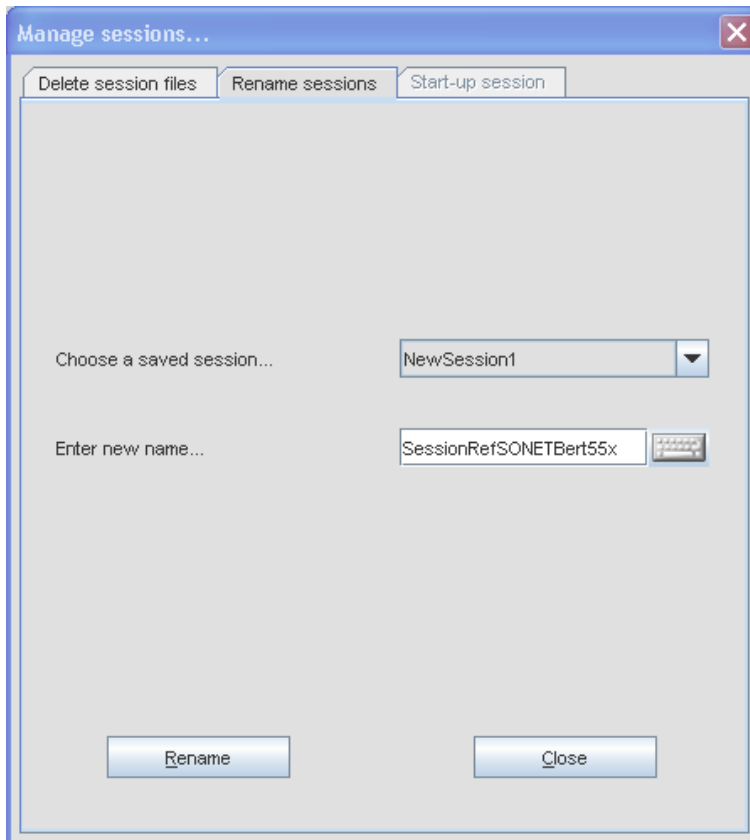 Manage sessions...
Delete session files Rename sessions Start-up session
Choose a saved session... NewSession1
Enter new name... SessionRefSONETBert55x
Rename Close